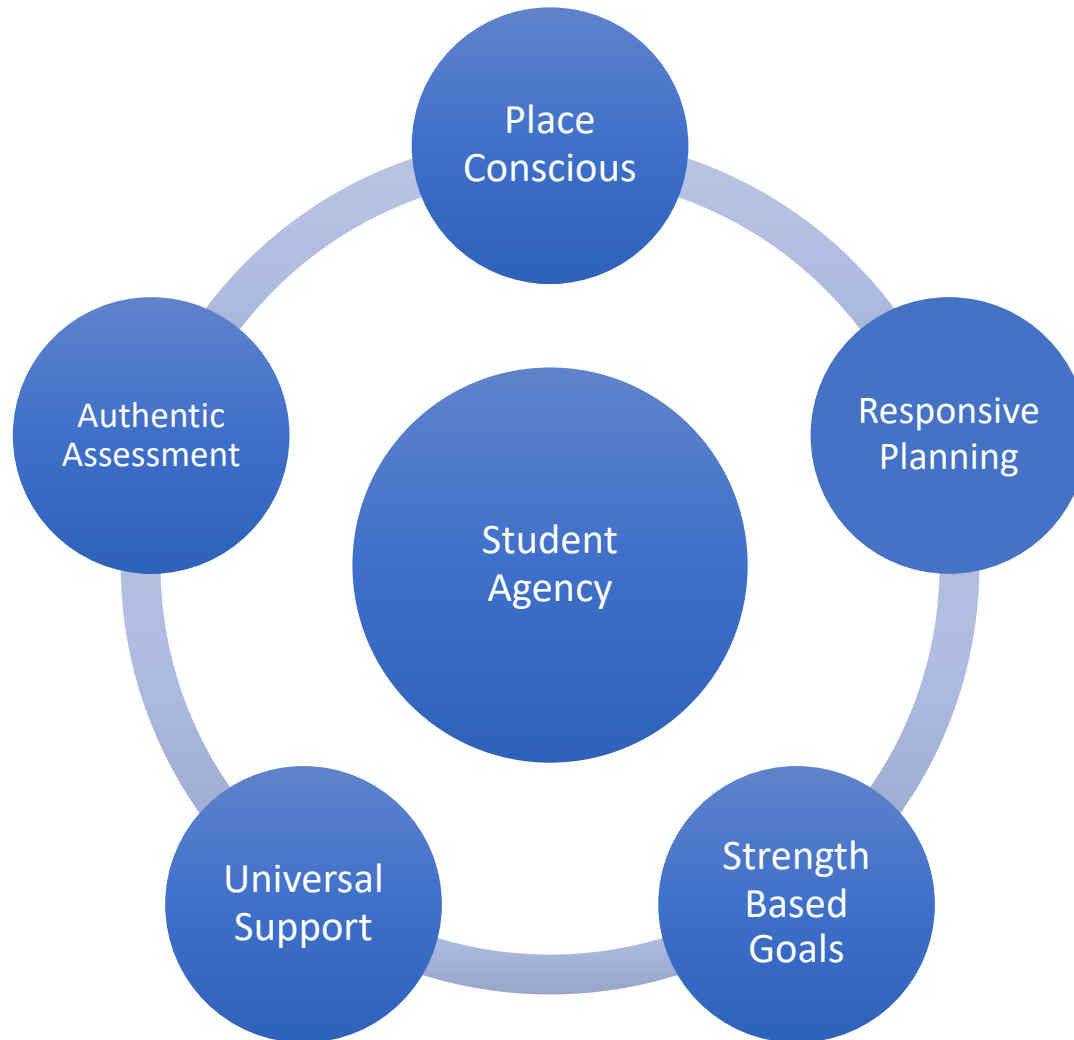 Place
Conscious
Responsive
Planning
Strength
Based
Goals
Universal
Support
Authentic
Assessment
Student
Agency